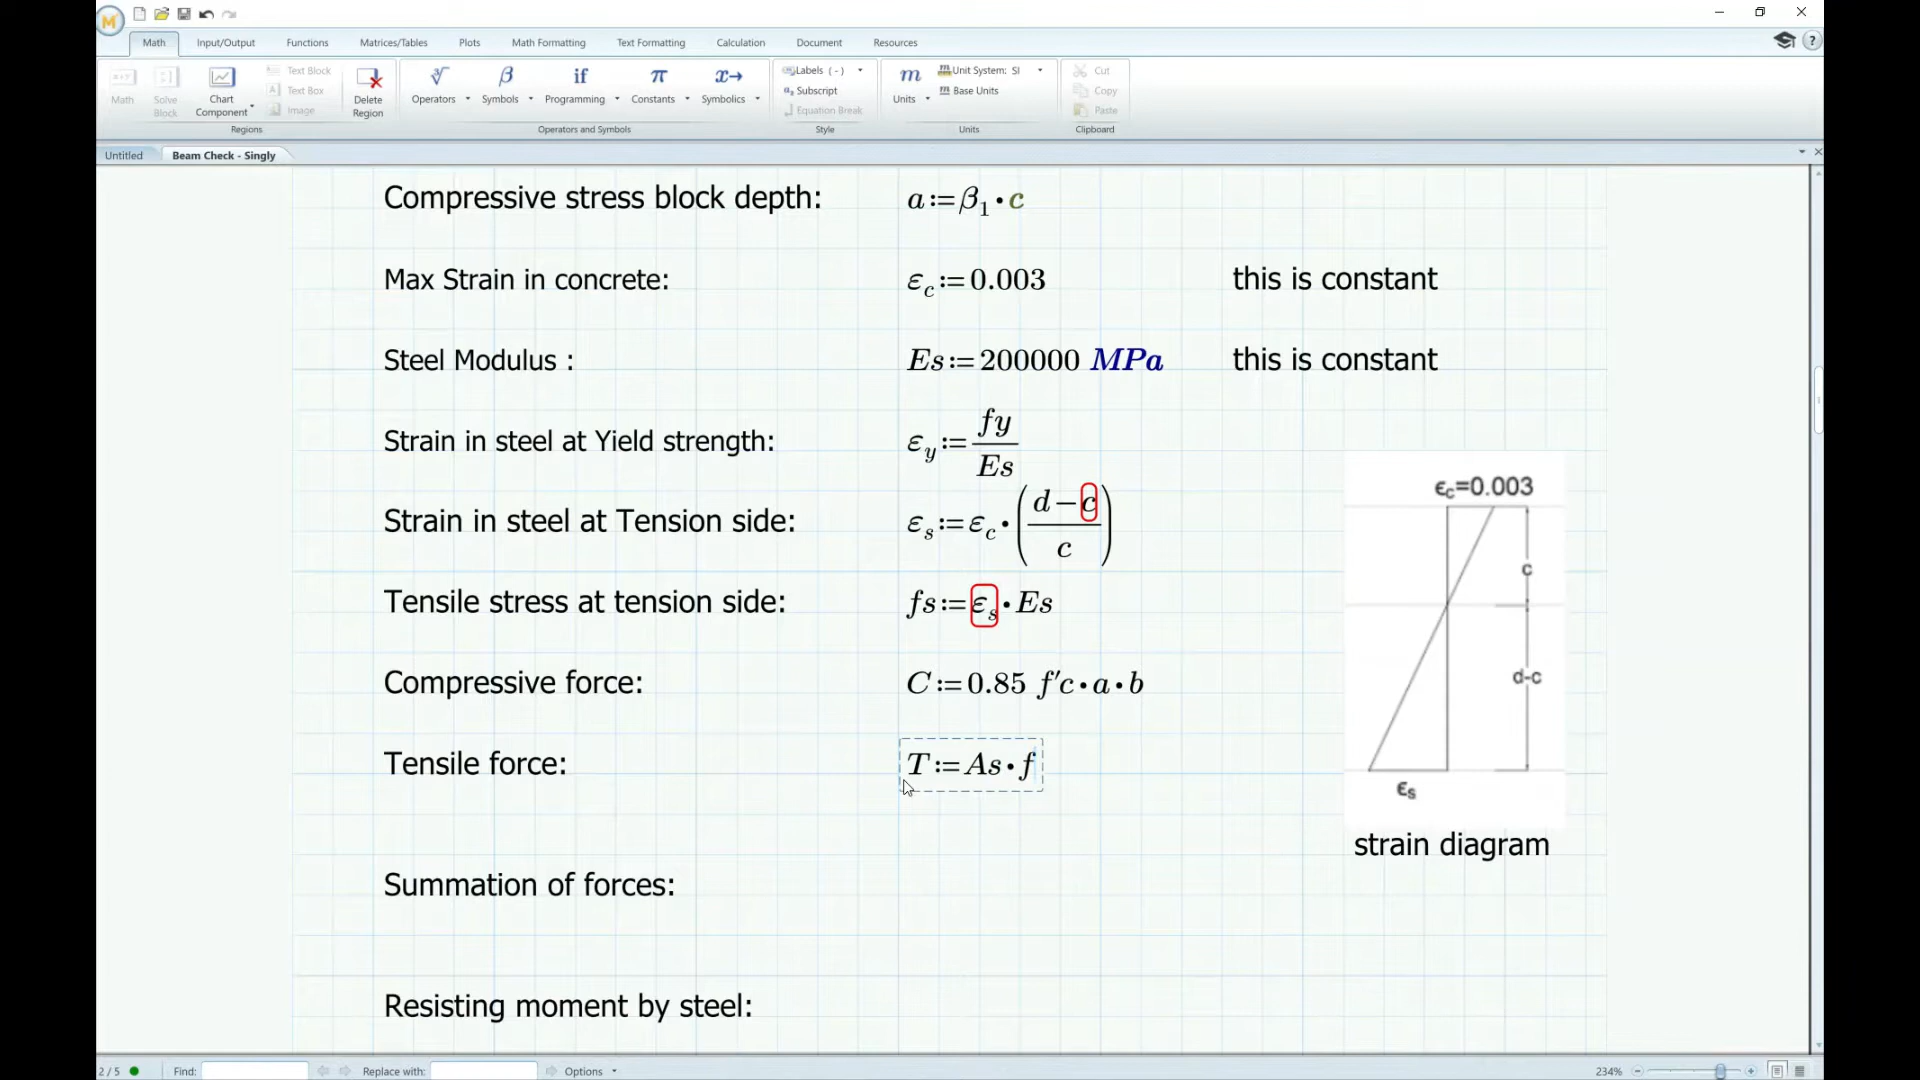 M
Math Input/Output Functions Matrices/Tables Plots Math Formatting Text Formatting Calculation Document Resources
?
Math Solve Block Chart Component Text Block Text Box Image Delete Region
Regions
Operators Symbols Programming Constants Symbolics
∛ β if π x→
Operators and Symbols
Labels ( - ) Subscript Equation Break
Style
m Units Unit System: SI Base Units
Units
Cut Copy Paste
Clipboard
Untitled Beam Check - Singly
Compressive stress block depth: a:=β₁•c
Max Strain in concrete: ε_c:=0.003 this is constant
Steel Modulus : Es:=200000 MPa this is constant
Strain in steel at Yield strength: ε_y:=fy/Es
Strain in steel at Tension side: ε_s:=ε_c•((d−c)/c)
Tensile stress at tension side: fs:=ε_s•Es
Compressive force: C:=0.85 f′c•a•b
Tensile force: T:=As•f
Summation of forces:
Resisting moment by steel:
ϵc=0.003
c
d-c
ϵs
strain diagram
2 / 5 Find: Replace with: Options 234%